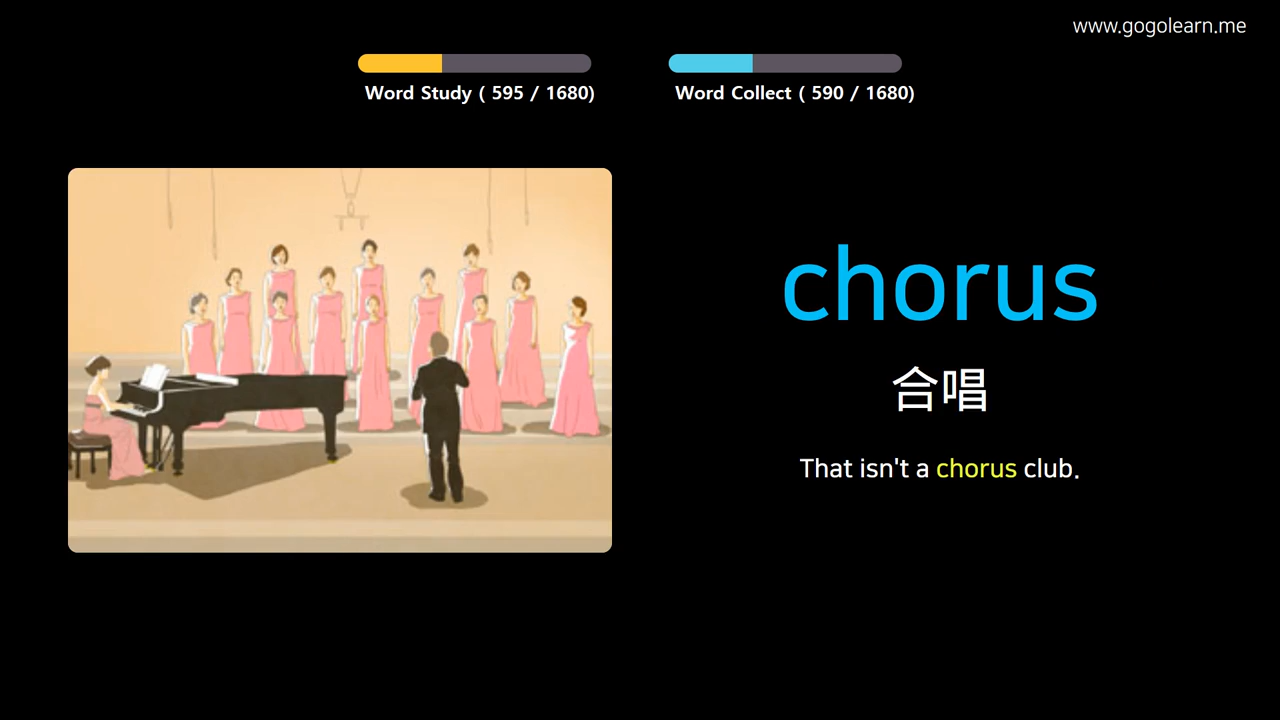 www.gogolearn.me
Word Study ( 595 / 1680)
Word Collect ( 590 / 1680)
chorus
合唱
That isn't a chorus club.